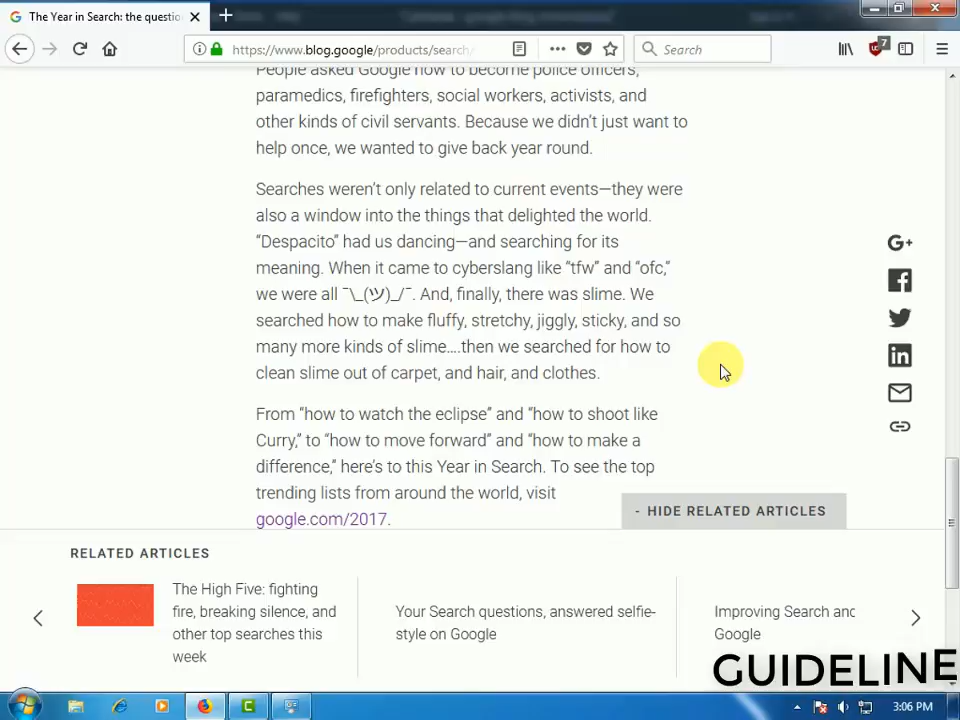 The Year in Search: the questio
https://www.blog.google/products/search/
Search
7
People asked Google how to become police officers,
paramedics, firefighters, social workers, activists, and
other kinds of civil servants. Because we didn’t just want to
help once, we wanted to give back year round.
Searches weren’t only related to current events—they were
also a window into the things that delighted the world.
“Despacito” had us dancing—and searching for its
meaning. When it came to cyberslang like “tfw” and “ofc,”
we were all ¯\_(ツ)_/¯. And, finally, there was slime. We
searched how to make fluffy, stretchy, jiggly, sticky, and so
many more kinds of slime….then we searched for how to
clean slime out of carpet, and hair, and clothes.
From “how to watch the eclipse” and “how to shoot like
Curry,” to “how to move forward” and “how to make a
difference,” here’s to this Year in Search. To see the top
trending lists from around the world, visit
google.com/2017.
- HIDE RELATED ARTICLES
RELATED ARTICLES
The High Five: fighting
fire, breaking silence, and
other top searches this
week
Your Search questions, answered selfie-
style on Google
Improving Search and
Google
GUIDELINE
3:06 PM